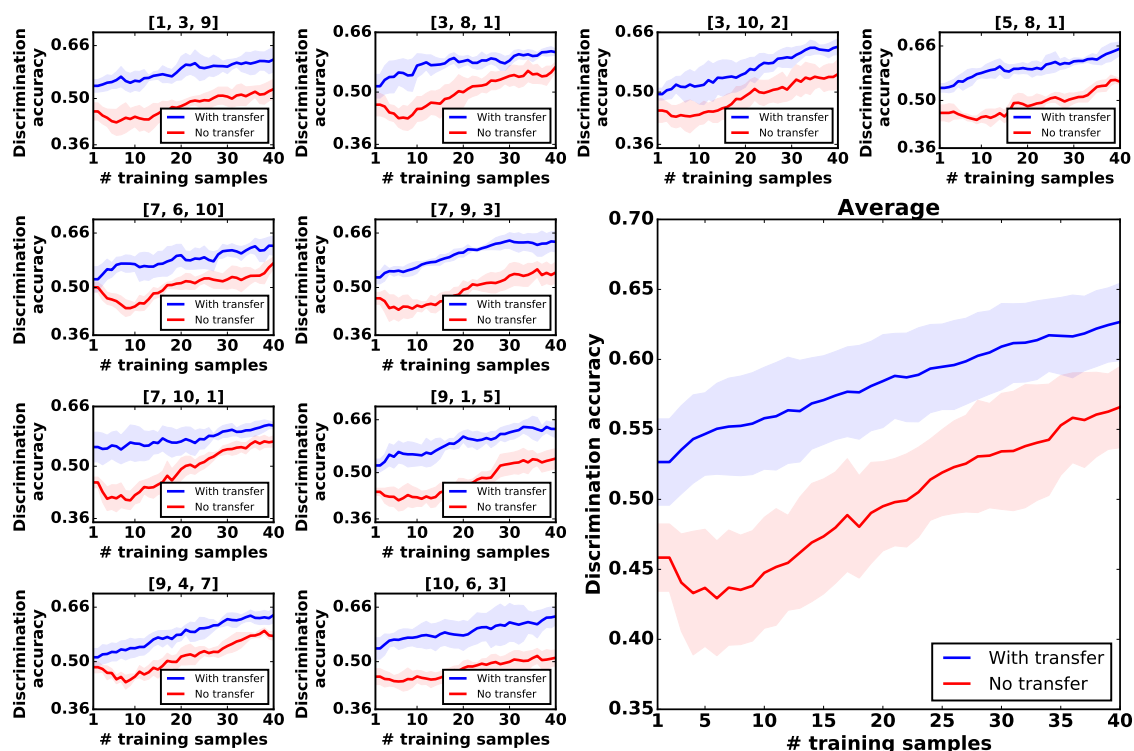 [1, 3, 9]
Discrimination
accuracy
0.66
0.50
0.36
With transfer
No transfer
1 10 20 30 40
# training samples
[3, 8, 1]
Discrimination
accuracy
0.66
0.50
0.36
With transfer
No transfer
1 10 20 30 40
# training samples
[3, 10, 2]
Discrimination
accuracy
0.66
0.50
0.36
With transfer
No transfer
1 10 20 30 40
# training samples
[5, 8, 1]
Discrimination
accuracy
0.66
0.50
0.36
With transfer
No transfer
1 10 20 30 40
# training samples
[7, 6, 10]
Discrimination
accuracy
0.66
0.50
0.36
With transfer
No transfer
1 10 20 30 40
# training samples
[7, 9, 3]
Discrimination
accuracy
0.66
0.50
0.36
With transfer
No transfer
1 10 20 30 40
# training samples
[7, 10, 1]
Discrimination
accuracy
0.66
0.50
0.36
With transfer
No transfer
1 10 20 30 40
# training samples
[9, 1, 5]
Discrimination
accuracy
0.66
0.50
0.36
With transfer
No transfer
1 10 20 30 40
# training samples
[9, 4, 7]
Discrimination
accuracy
0.66
0.50
0.36
With transfer
No transfer
1 10 20 30 40
# training samples
[10, 6, 3]
Discrimination
accuracy
0.66
0.50
0.36
With transfer
No transfer
1 10 20 30 40
# training samples
Average
Discrimination accuracy
0.70
0.65
0.60
0.55
0.50
0.45
0.40
0.35
With transfer
No transfer
1 5 10 15 20 25 30 35 40
# training samples